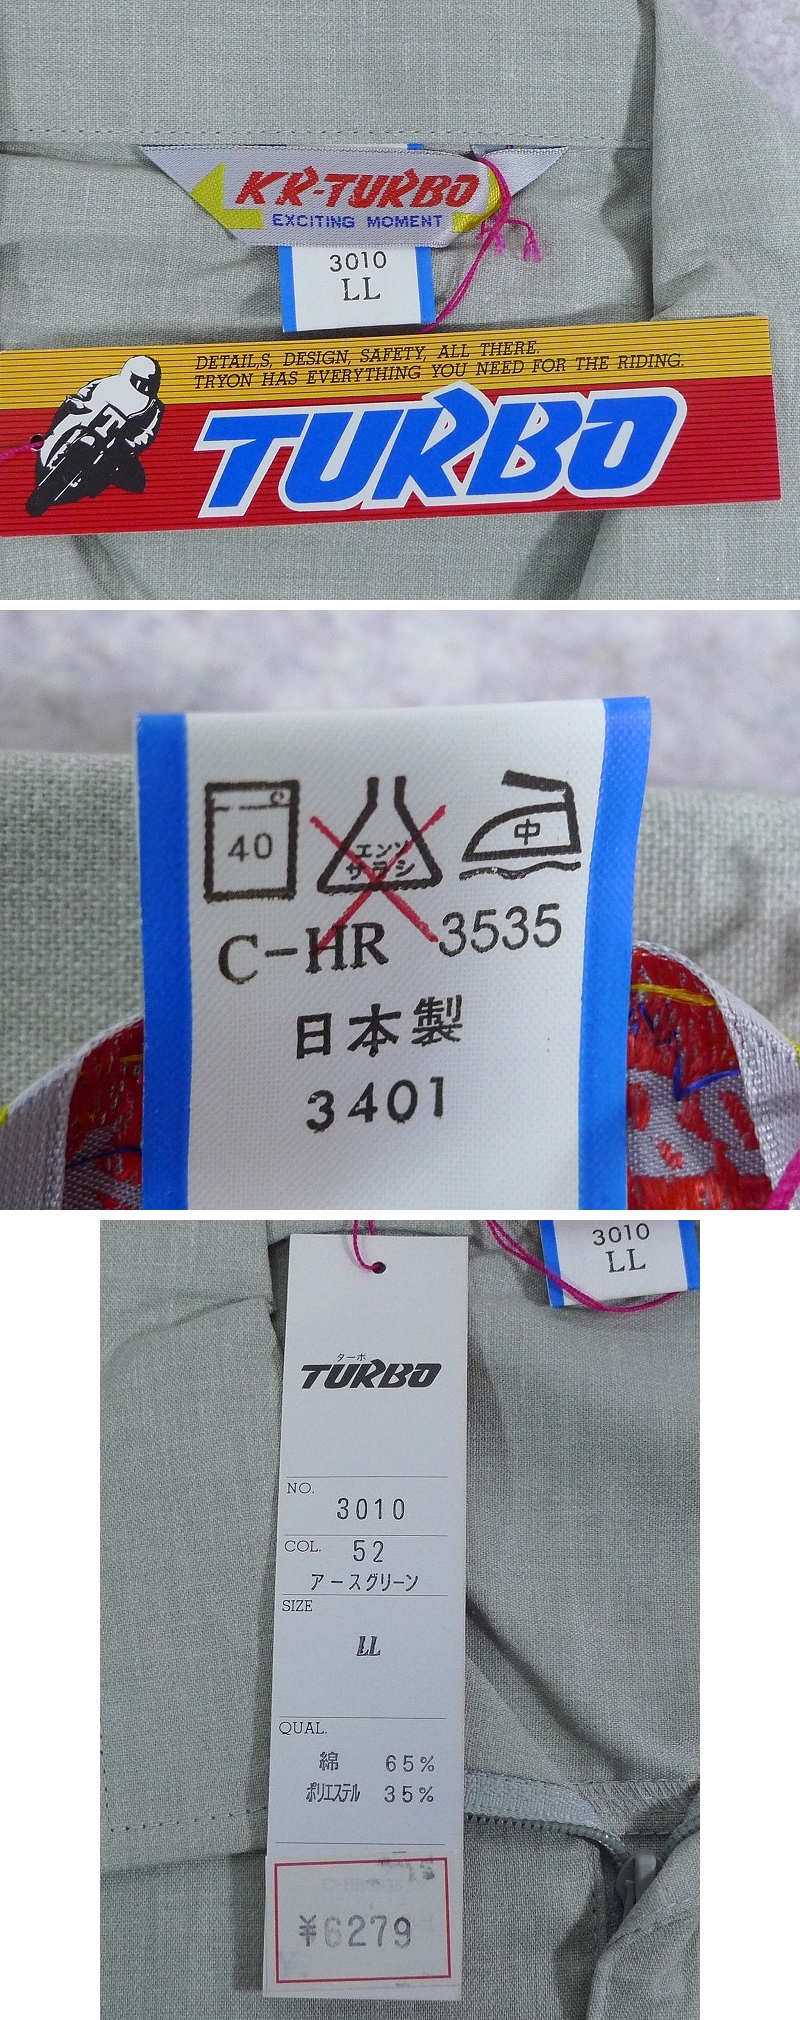 KR-TURBO
EXCITING MOMENT
3010
LL
DETAIL,S, DESIGN, SAFETY, ALL THERE.
TRYON HAS EVERYTHING YOU NEED FOR THE RIDING.
TURBO
40
エンソ
サラシ
中
C-HR 3535
日本製
3401
3010
LL
ターボ
TURBO
NO.
3010
COL. 52
アースグリーン
SIZE
LL
QUAL.
綿 65%
ポリエステル 35%
¥6279